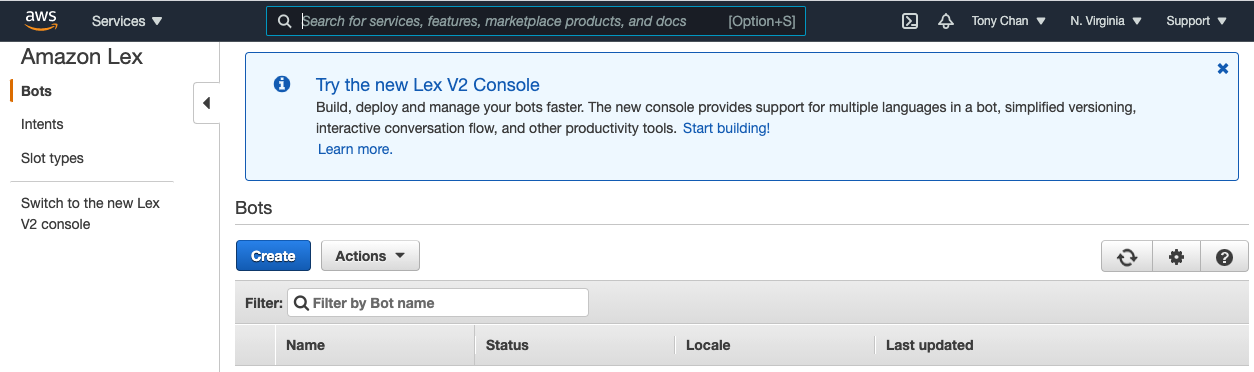 aws Services Search for services, features, marketplace products, and docs [Option+S] Tony Chan N. Virginia Support
Amazon Lex
Bots
Intents
Slot types
Switch to the new Lex
V2 console
Try the new Lex V2 Console
Build, deploy and manage your bots faster. The new console provides support for multiple languages in a bot, simplified versioning,
interactive conversation flow, and other productivity tools. Start building!
Learn more.
Bots
Create Actions
Filter: Filter by Bot name
Name Status Locale Last updated